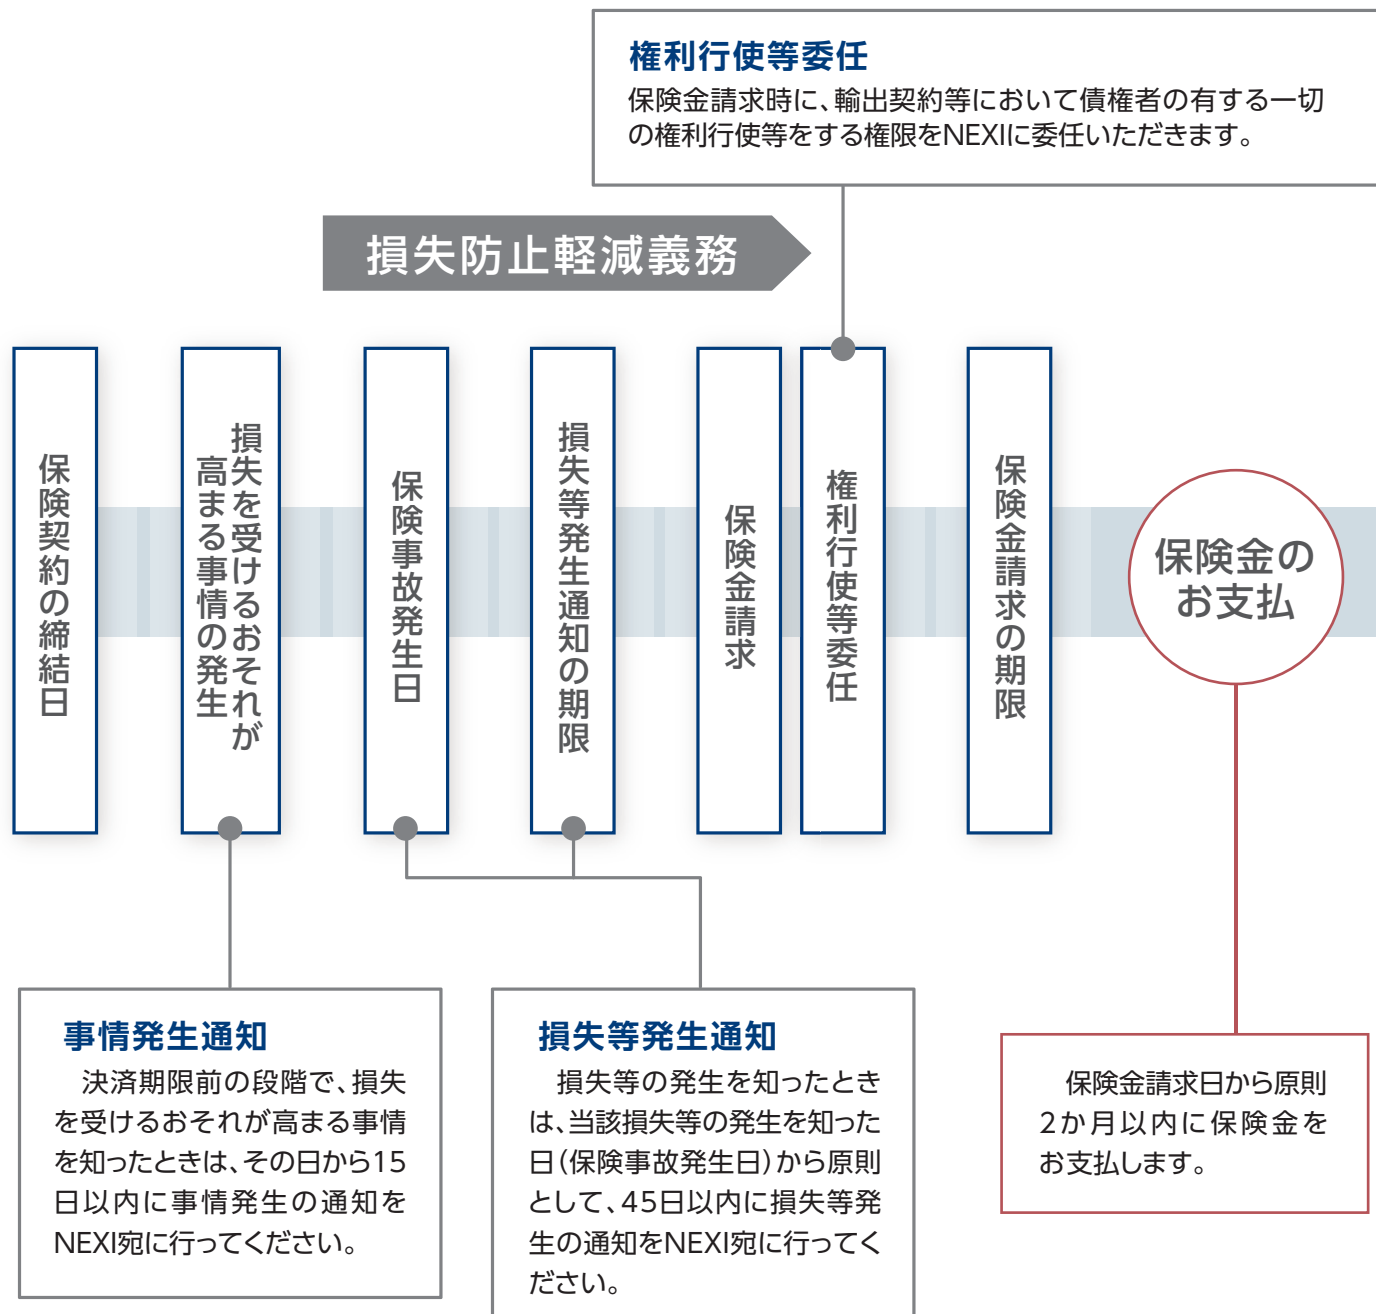 権利行使等委任
保険金請求時に、輸出契約等において債権者の有する一切
の権利行使等をする権限をNEXIに委任いただきます。
損失防止軽減義務
保険契約の締結日
損失を受けるおそれが
高まる事情の発生
保険事故発生日
損失等発生通知の期限
保険金請求
権利行使等委任
保険金請求の期限
保険金の
お支払
事情発生通知
決済期限前の段階で、損失
を受けるおそれが高まる事情
を知ったときは、その日から15
日以内に事情発生の通知を
NEXI宛に行ってください。
損失等発生通知
損失等の発生を知ったとき
は、当該損失等の発生を知った
日(保険事故発生日)から原則
として、45日以内に損失等発
生の通知をNEXI宛に行ってく
ださい。
保険金請求日から原則
2か月以内に保険金を
お支払します。